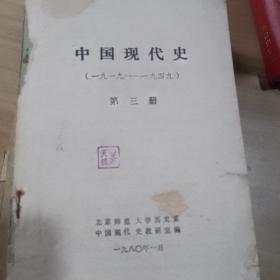 中国现代史
(一九一九——一九四九)
第三册
北京师范大学历史系
中国现代史教研室编
一九八〇年一月